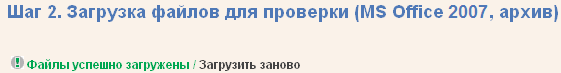 Шаг 2. Загрузка файлов для проверки (MS Office 2007, архив)
Файлы успешно загружены / Загрузить заново